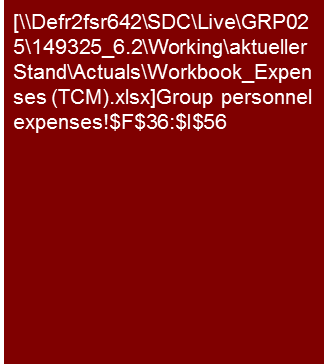 [\\Defr2fsr642\SDC\Live\GRP02
5\149325_6.2\Working\aktueller
Stand\Actuals\Workbook_Expen
ses (TCM).xlsx]Group personnel
expenses!$F$36:$I$56